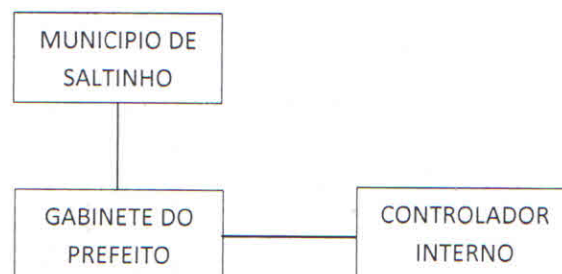 MUNICIPIO DE
SALTINHO
GABINETE DO
PREFEITO
CONTROLADOR
INTERNO